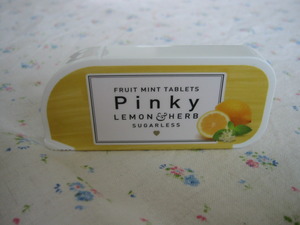 FRUIT MINT TABLETS
Pinky
LEMON & HERB
SUGARLESS